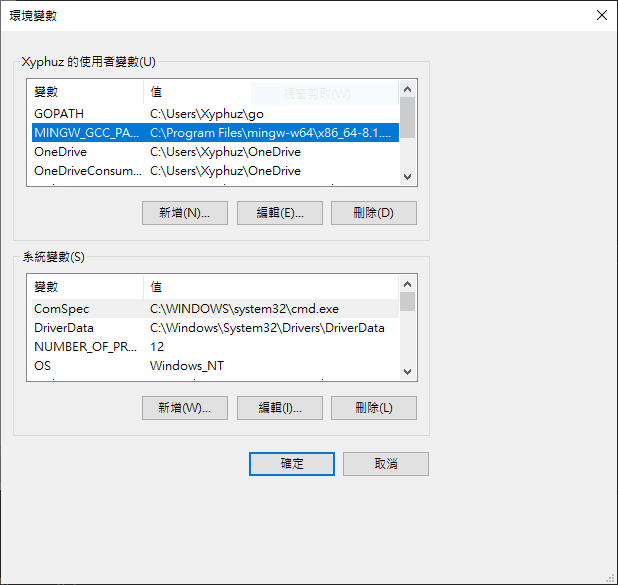 環境變數
Xyphuz 的使用者變數(U)
變數 值
GOPATH C:\Users\Xyphuz\go
MINGW_GCC_PA... C:\Program Files\mingw-w64\x86_64-8.1....
OneDrive C:\Users\Xyphuz\OneDrive
OneDriveConsum... C:\Users\Xyphuz\OneDrive
新增(N)... 編輯(E)... 刪除(D)
系統變數(S)
變數 值
ComSpec C:\WINDOWS\system32\cmd.exe
DriverData C:\Windows\System32\Drivers\DriverData
NUMBER_OF_PR... 12
OS Windows_NT
新增(W)... 編輯(I)... 刪除(L)
確定 取消